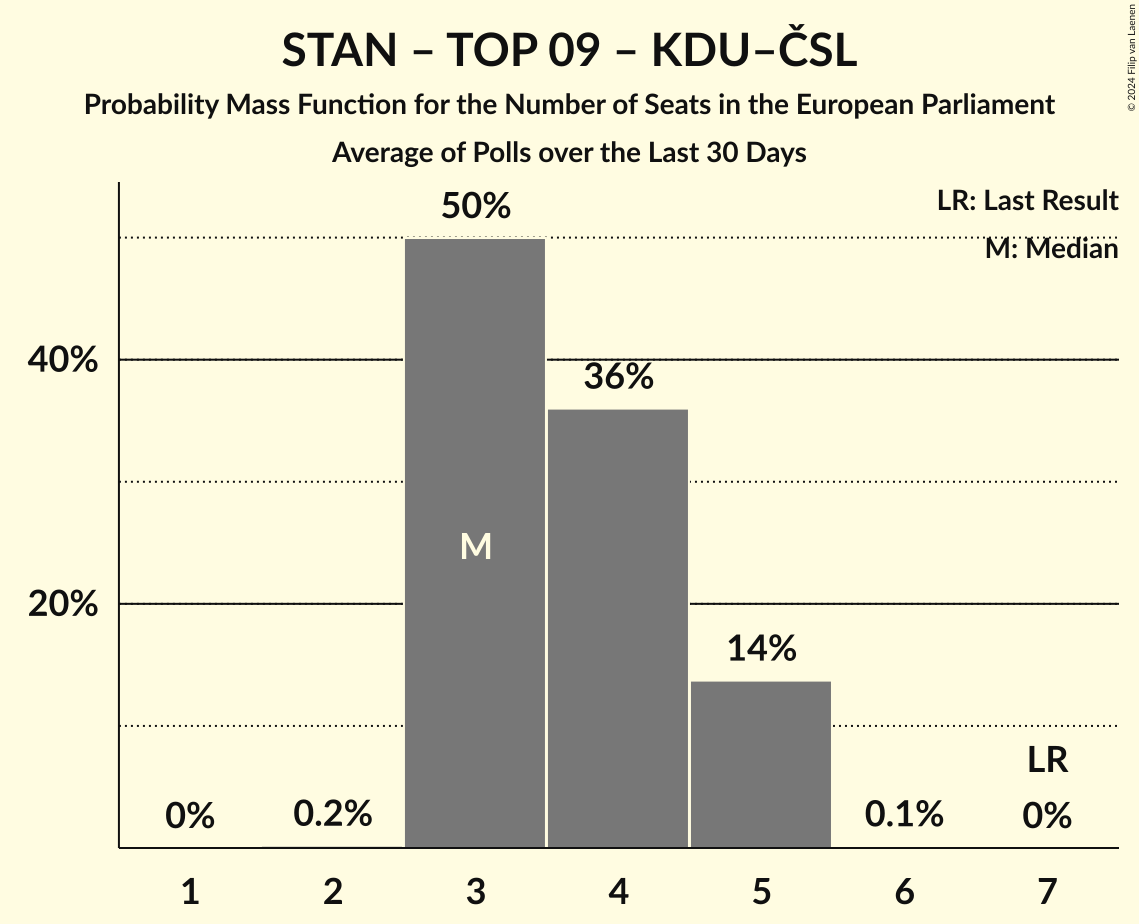 STAN – TOP 09 – KDU–ČSL
Probability Mass Function for the Number of Seats in the European Parliament
Average of Polls over the Last 30 Days
© 2024 Filip van Laenen
LR: Last Result
M: Median
50%
40%
36%
M
20%
14%
LR
0%
0.2%
0.1%
0%
1 2 3 4 5 6 7